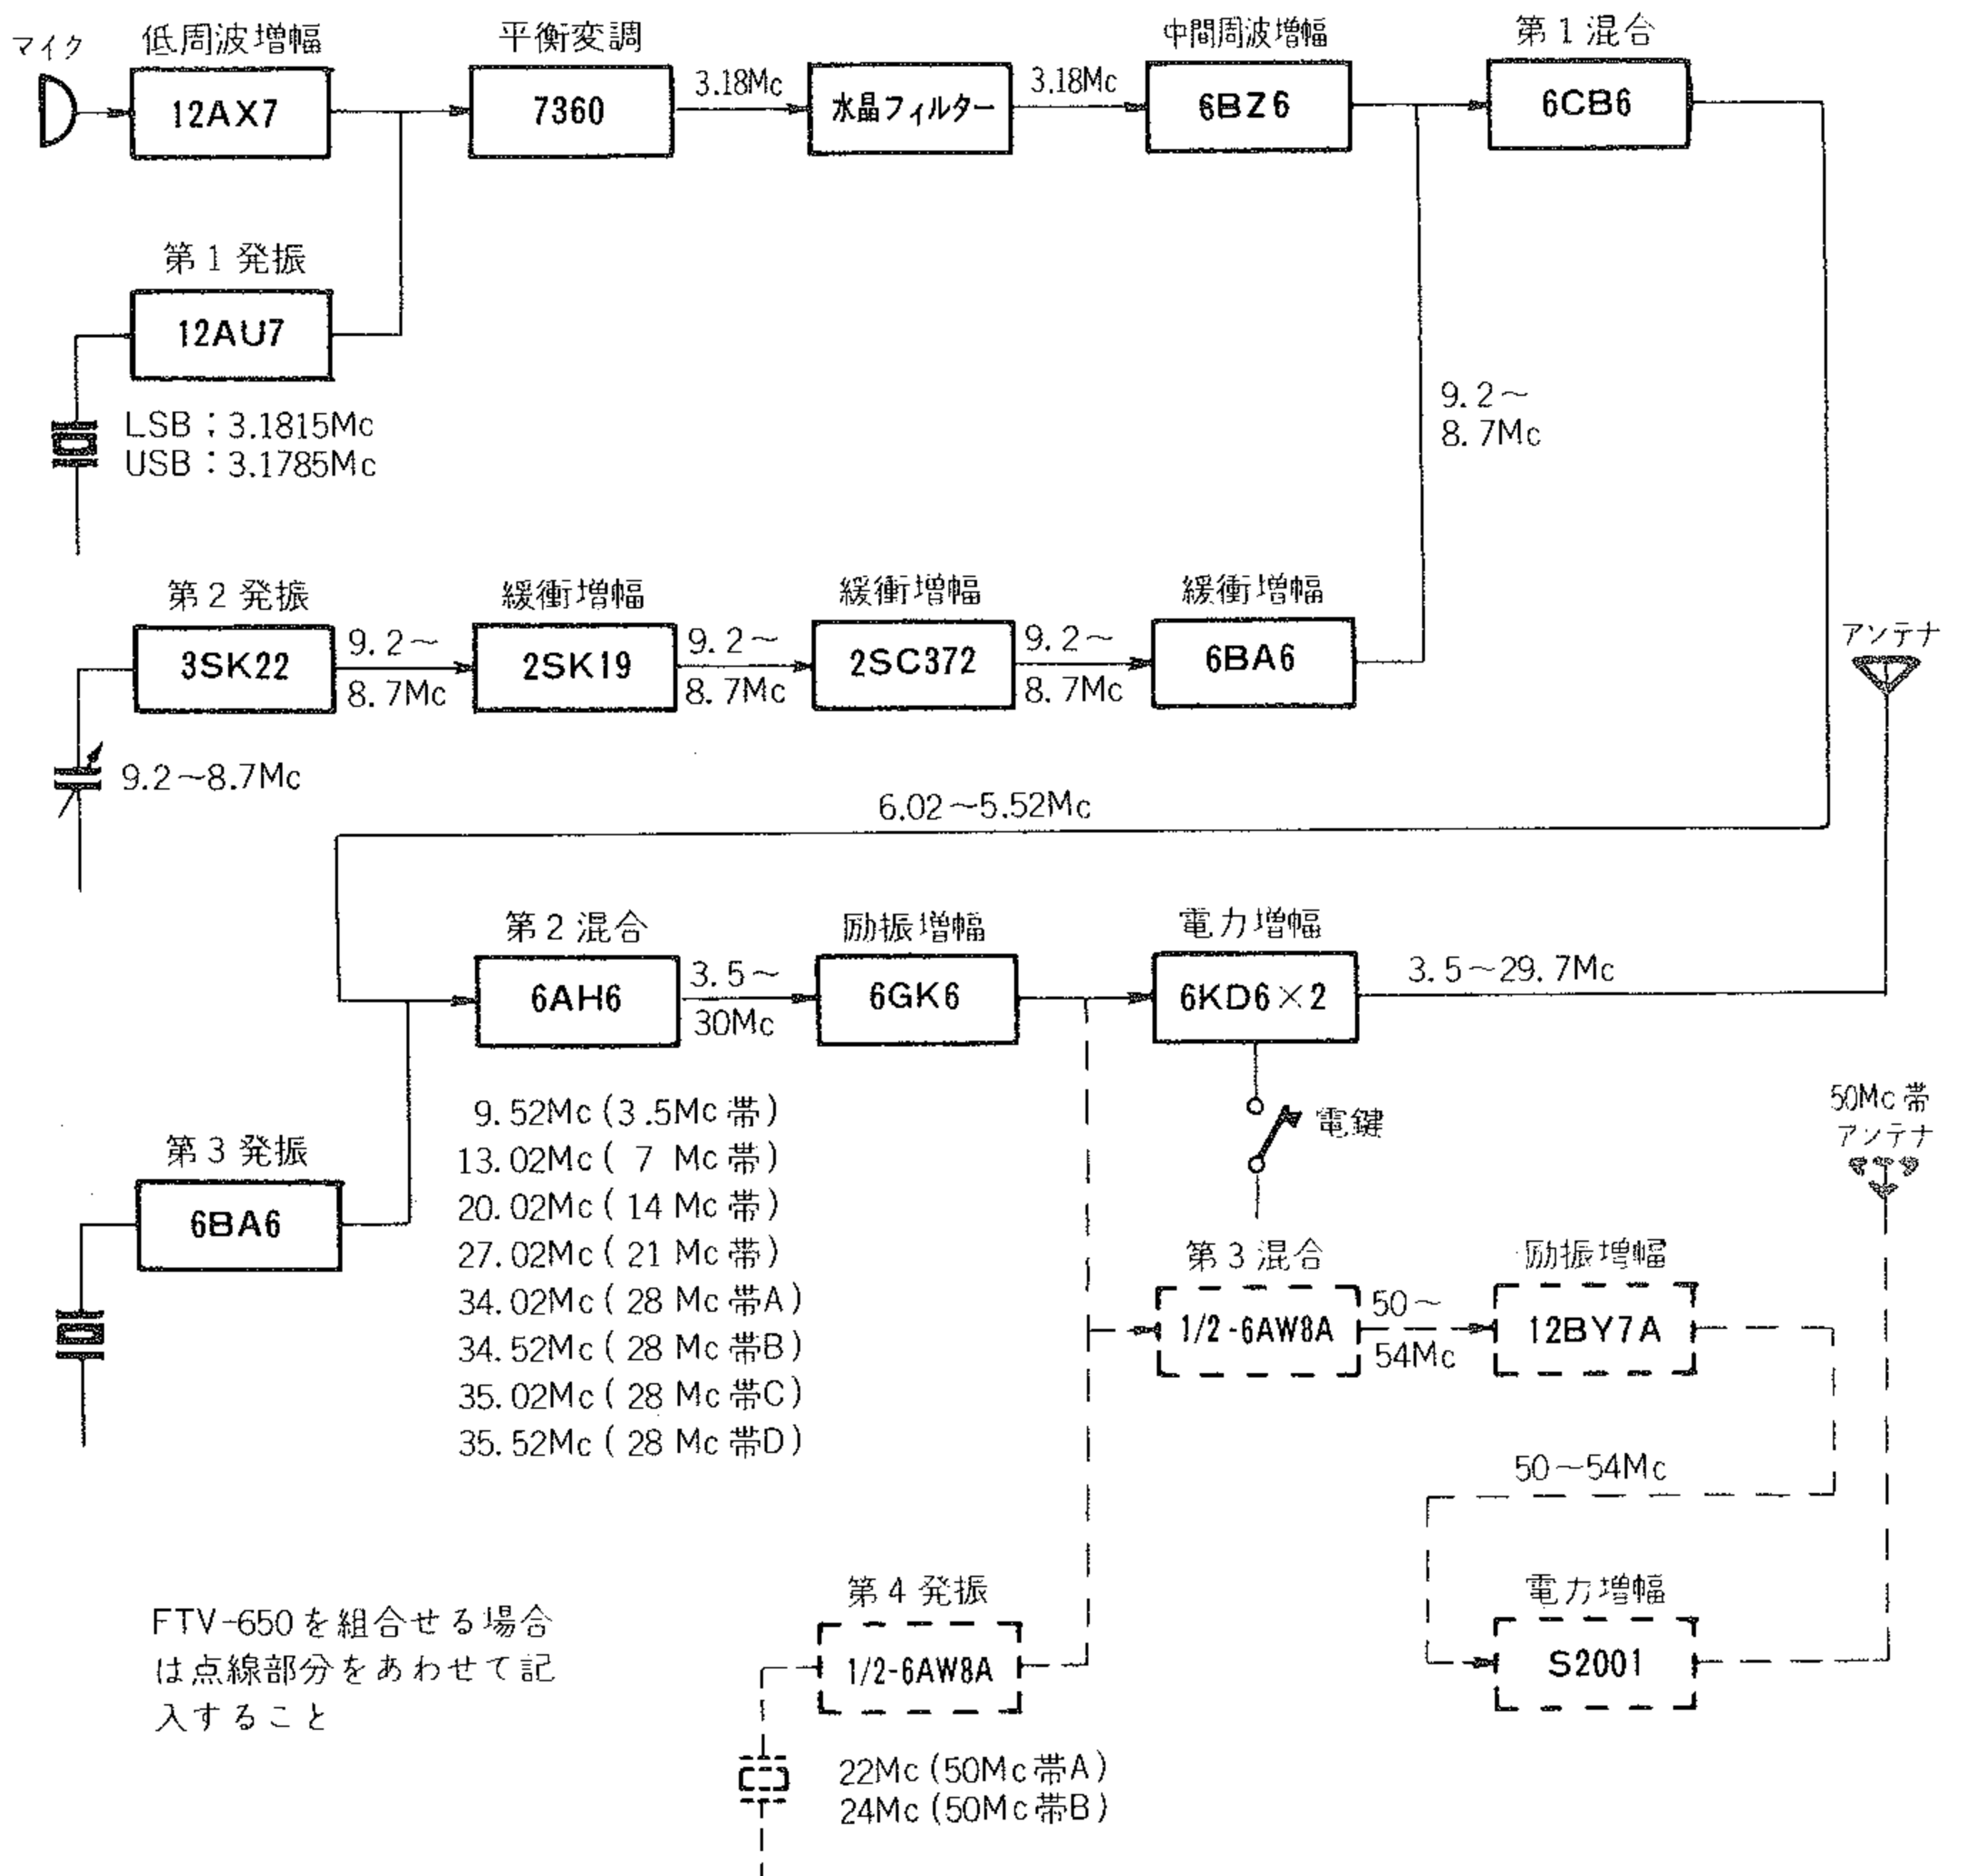 マイク
低周波増幅
12AX7
平衡変調
7360
3.18Mc
水晶フィルター
3.18Mc
中間周波増幅
6BZ6
第1混合
6CB6
第1発振
12AU7
LSB:3.1815Mc
USB:3.1785Mc
9.2~
8.7Mc
第2発振
3SK22
9.2~
8.7Mc
緩衝増幅
2SK19
9.2~
8.7Mc
緩衝増幅
2SC372
9.2~
8.7Mc
緩衝増幅
6BA6
アンテナ
9.2~8.7Mc
6.02~5.52Mc
第2混合
6AH6
3.5~
30Mc
励振増幅
6GK6
電力増幅
6KD6×2
3.5~29.7Mc
電鍵
50Mc帯
アンテナ
第3発振
6BA6
9.52Mc(3.5Mc帯)
13.02Mc( 7 Mc帯)
20.02Mc( 14 Mc帯)
27.02Mc( 21 Mc帯)
34.02Mc( 28 Mc帯A)
34.52Mc( 28 Mc帯B)
35.02Mc( 28 Mc帯C)
35.52Mc( 28 Mc帯D)
第3混合
1/2-6AW8A
50~
54Mc
励振増幅
12BY7A
50~54Mc
電力増幅
S2001
第4発振
1/2-6AW8A
22Mc(50Mc帯A)
24Mc(50Mc帯B)
FTV-650を組合せる場合
は点線部分をあわせて記
入すること